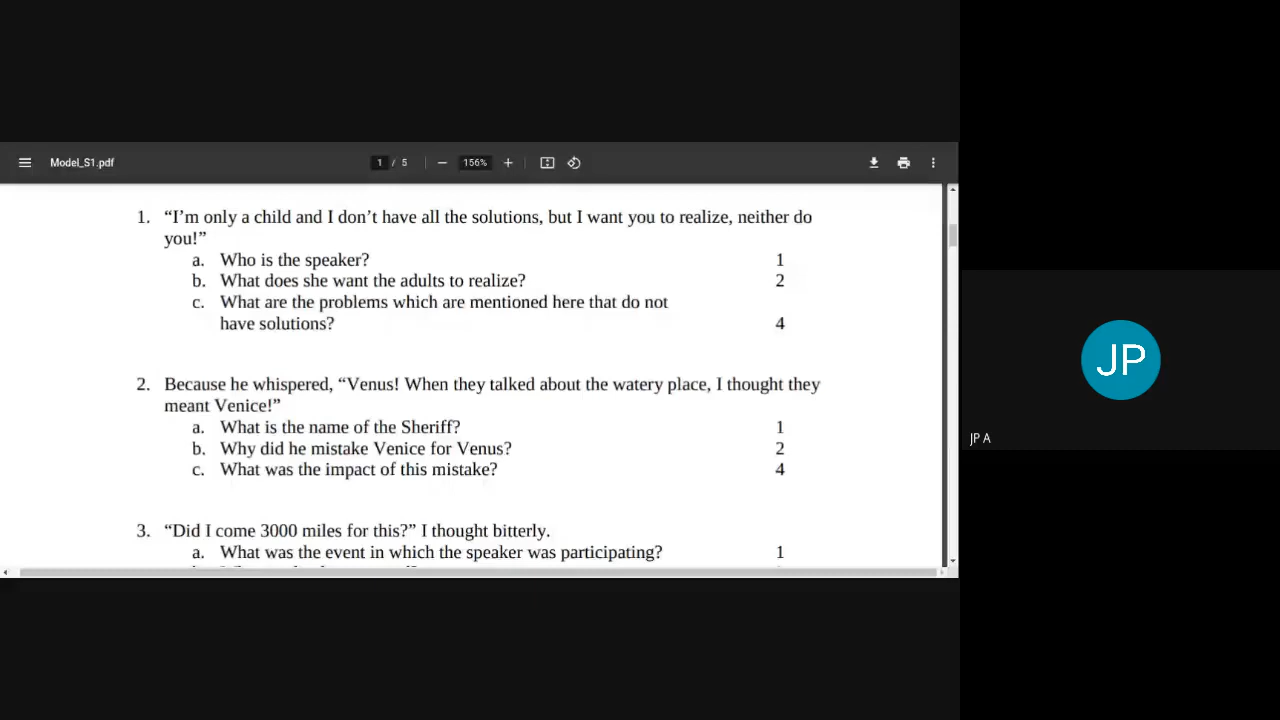 Model_S1.pdf
1 / 5
156%
1. “I’m only a child and I don’t have all the solutions, but I want you to realize, neither do
you!”
a. Who is the speaker? 1
b. What does she want the adults to realize? 2
c. What are the problems which are mentioned here that do not
have solutions? 4
2. Because he whispered, “Venus! When they talked about the watery place, I thought they
meant Venice!”
a. What is the name of the Sheriff? 1
b. Why did he mistake Venice for Venus? 2
c. What was the impact of this mistake? 4
3. “Did I come 3000 miles for this?” I thought bitterly.
a. What was the event in which the speaker was participating? 1
JP
JP A